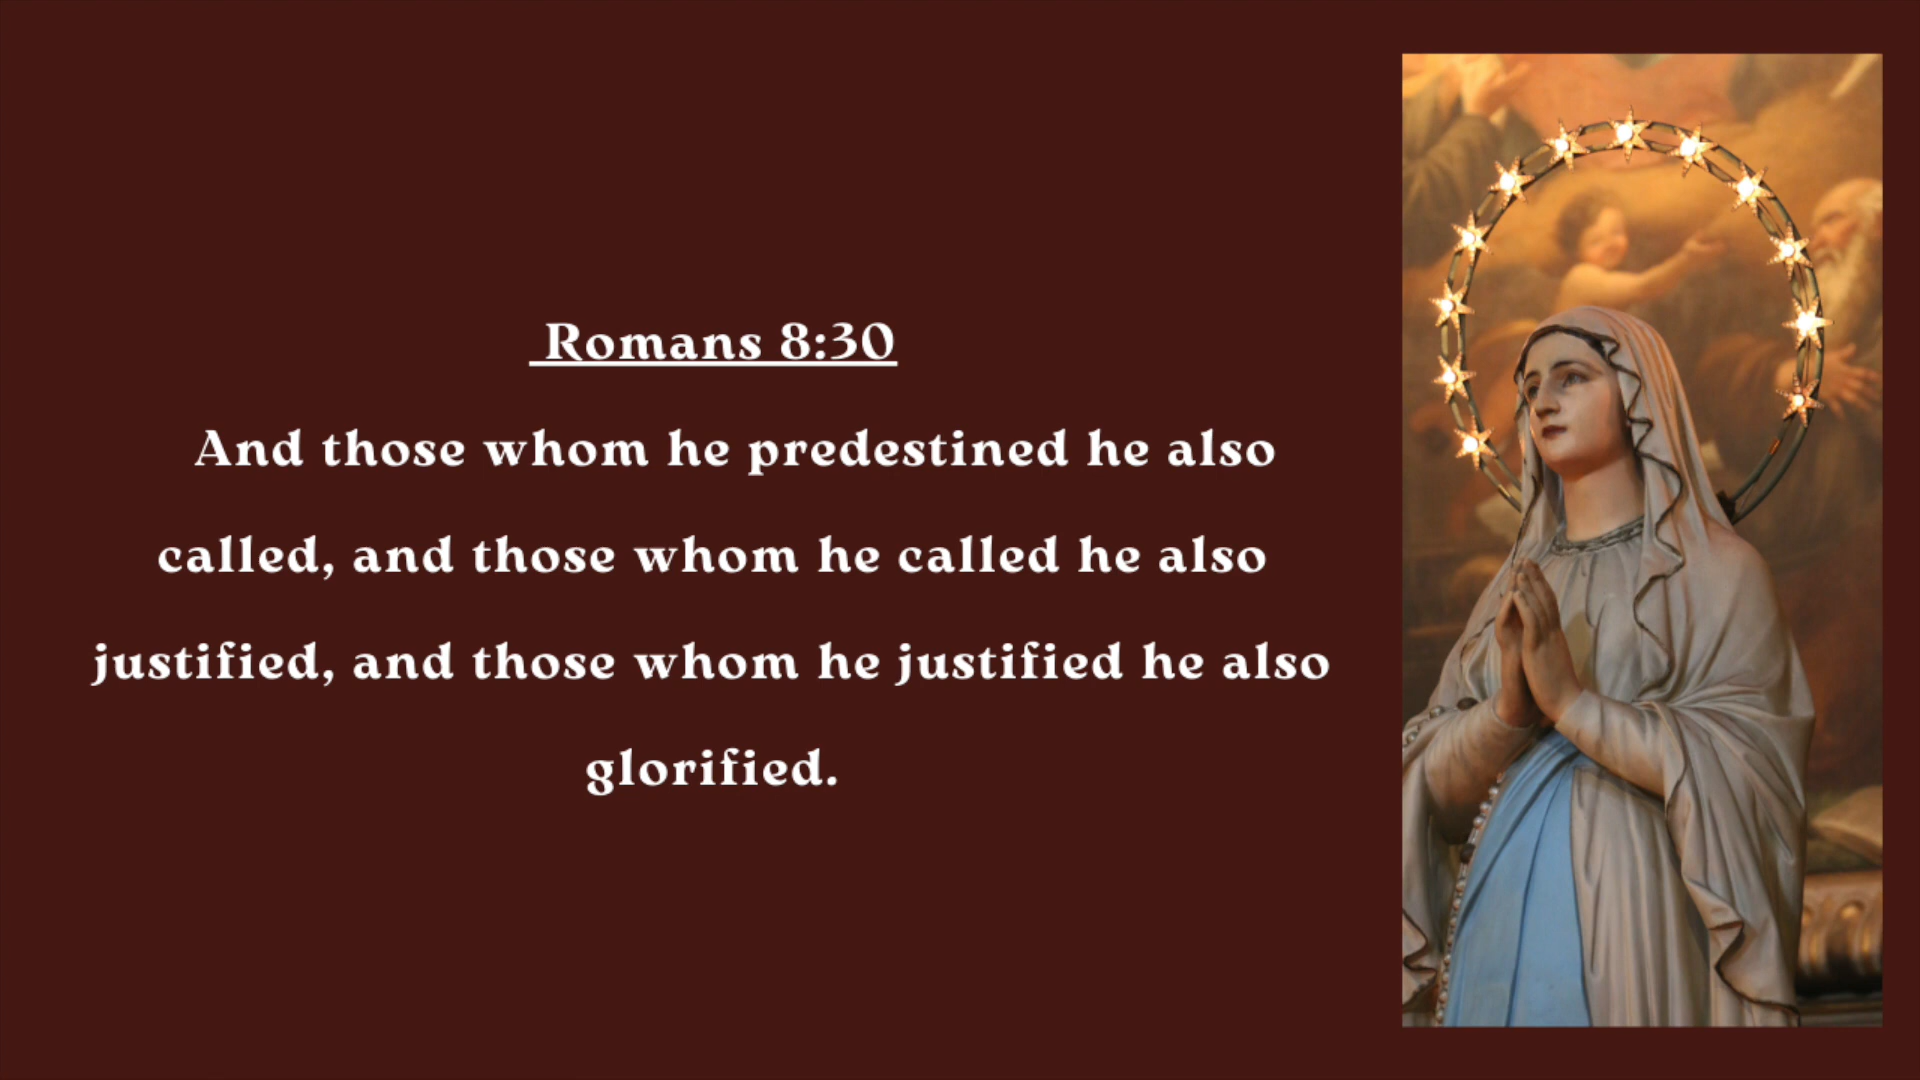 Romans 8:30
And those whom he predestined he also
called, and those whom he called he also
justified, and those whom he justified he also
glorified.